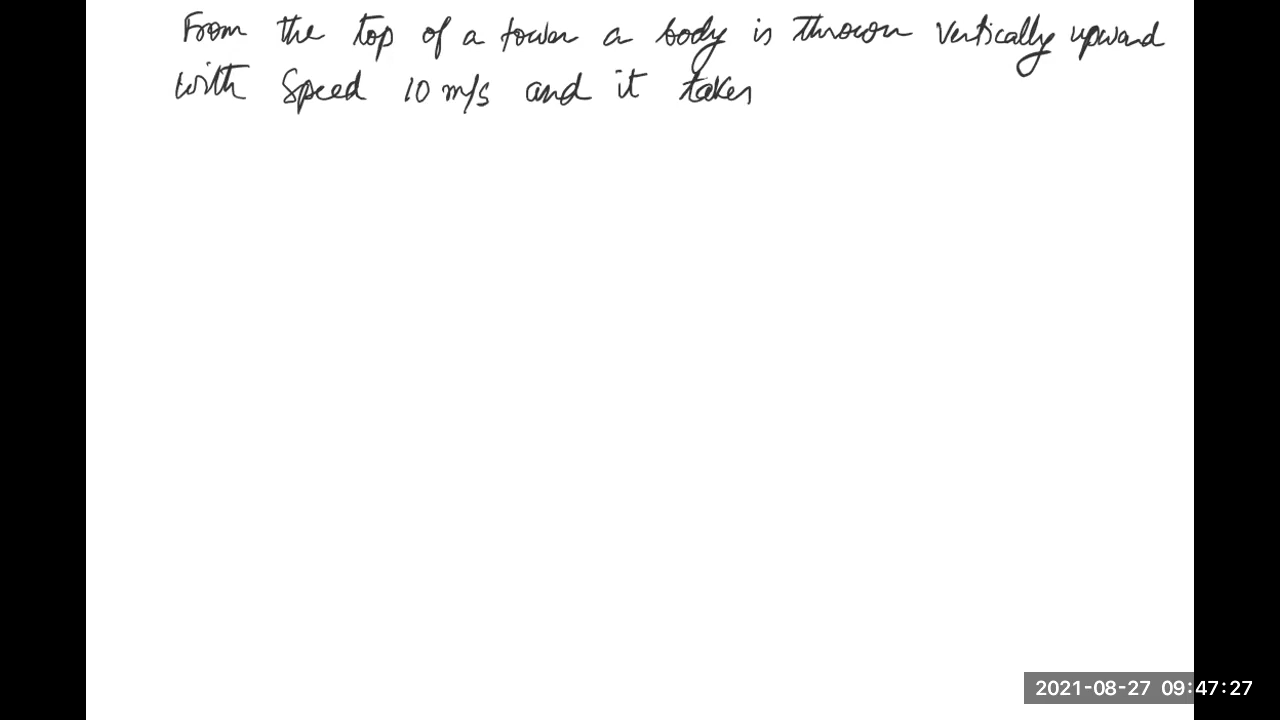 From the top of a tower a body is thrown vertically upward
with Speed 10 m/s and it takes
2021-08-27 09:47:27